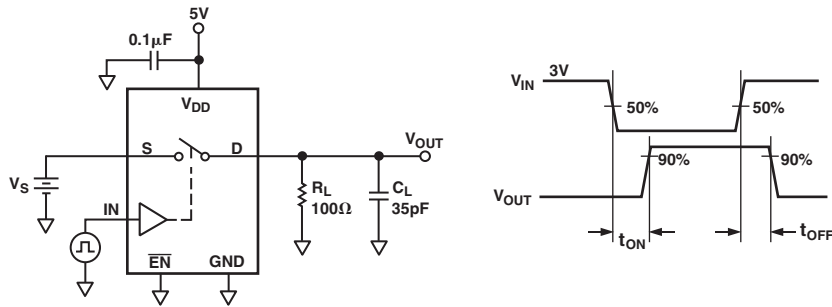 5V
0.1µF
VDD
S
D
VOUT
VS
IN
RL
100Ω
CL
35pF
EN
GND
VIN
3V
50%
50%
90%
90%
VOUT
tON
tOFF